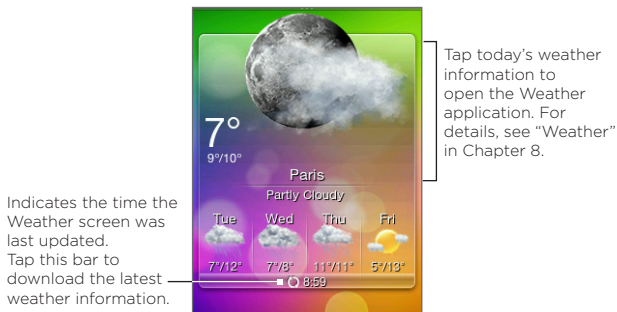 Tap today's weather
information to
open the Weather
application. For
details, see “Weather”
in Chapter 8.
7°
9°/10°
Paris
Partly Cloudy
Tue Wed Thu Fri
7°/12° 7°/8° 11°/11° 5°/13°
8:59
Indicates the time the
Weather screen was
last updated.
Tap this bar to
download the latest
weather information.